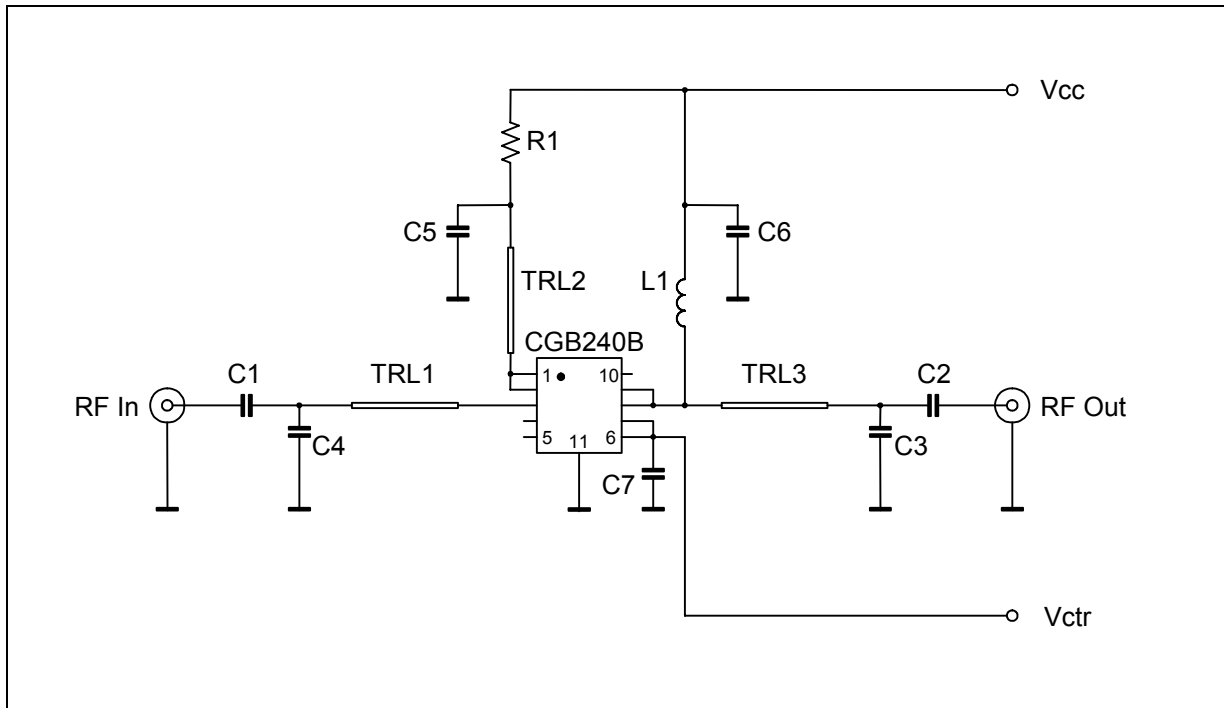 Vcc
R1
C5
C6
TRL2
L1
CGB240B
C1
TRL1
1
10
TRL3
C2
RF In
RF Out
C4
5
11
6
C3
C7
Vctr